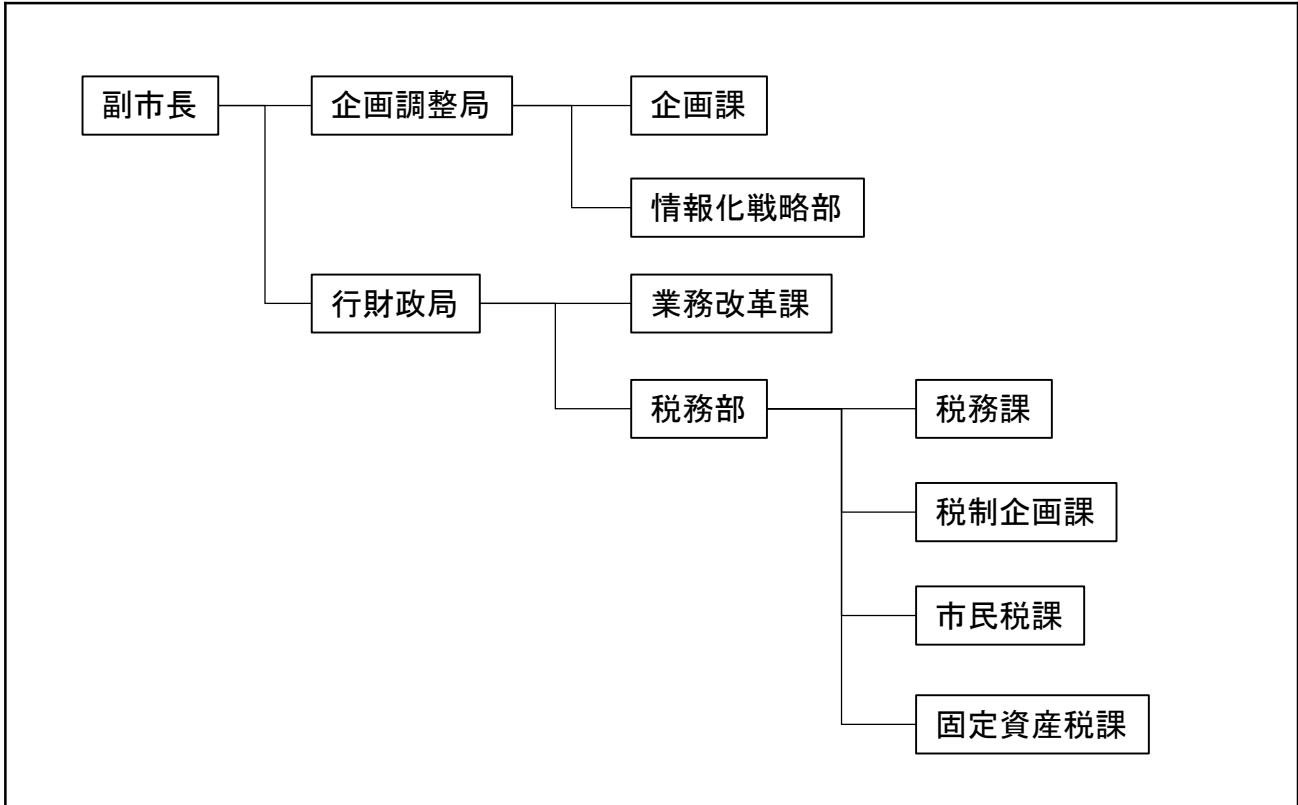 副市長
企画調整局
企画課
情報化戦略部
行財政局
業務改革課
税務部
税務課
税制企画課
市民税課
固定資産税課